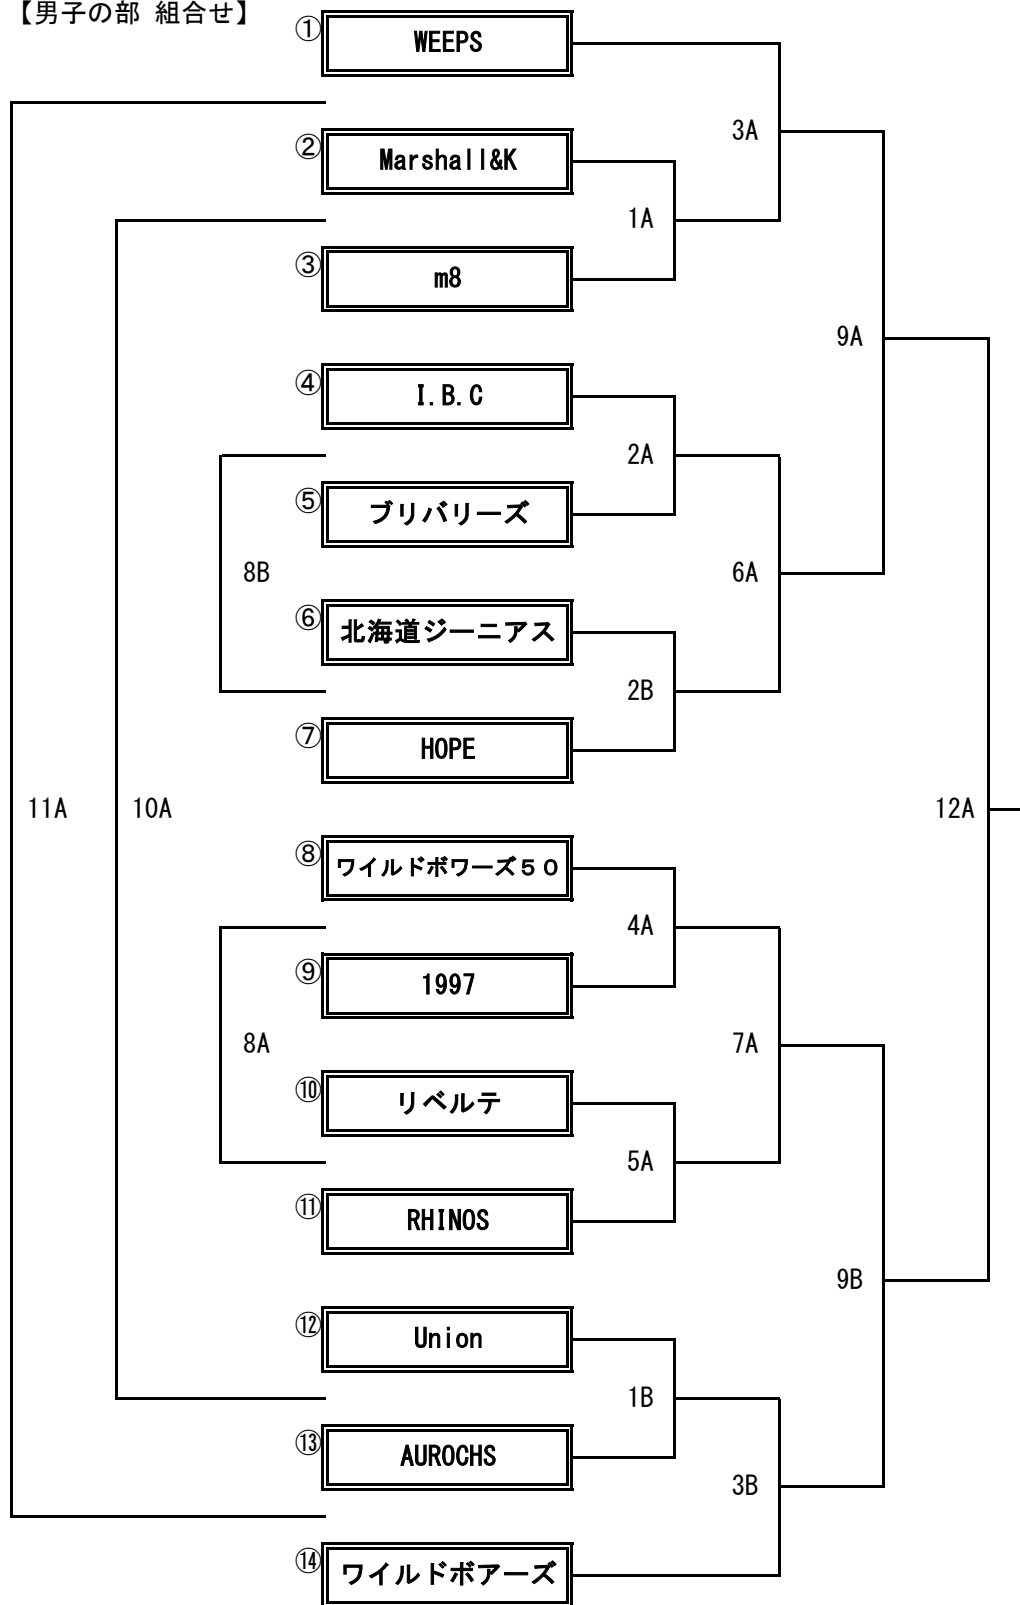 【男子の部 組合せ】
① WEEPS
3A
② Marshall&K
1A
③ m8
9A
④ I.B.C
2A
⑤ ブリバリーズ
8B
6A
⑥ 北海道ジーニアス
2B
⑦ HOPE
11A
10A
12A
⑧ ワイルドボワーズ５０
4A
⑨ 1997
8A
7A
⑩ リベルテ
5A
⑪ RHINOS
9B
⑫ Union
1B
⑬ AUROCHS
3B
⑭ ワイルドボアーズ